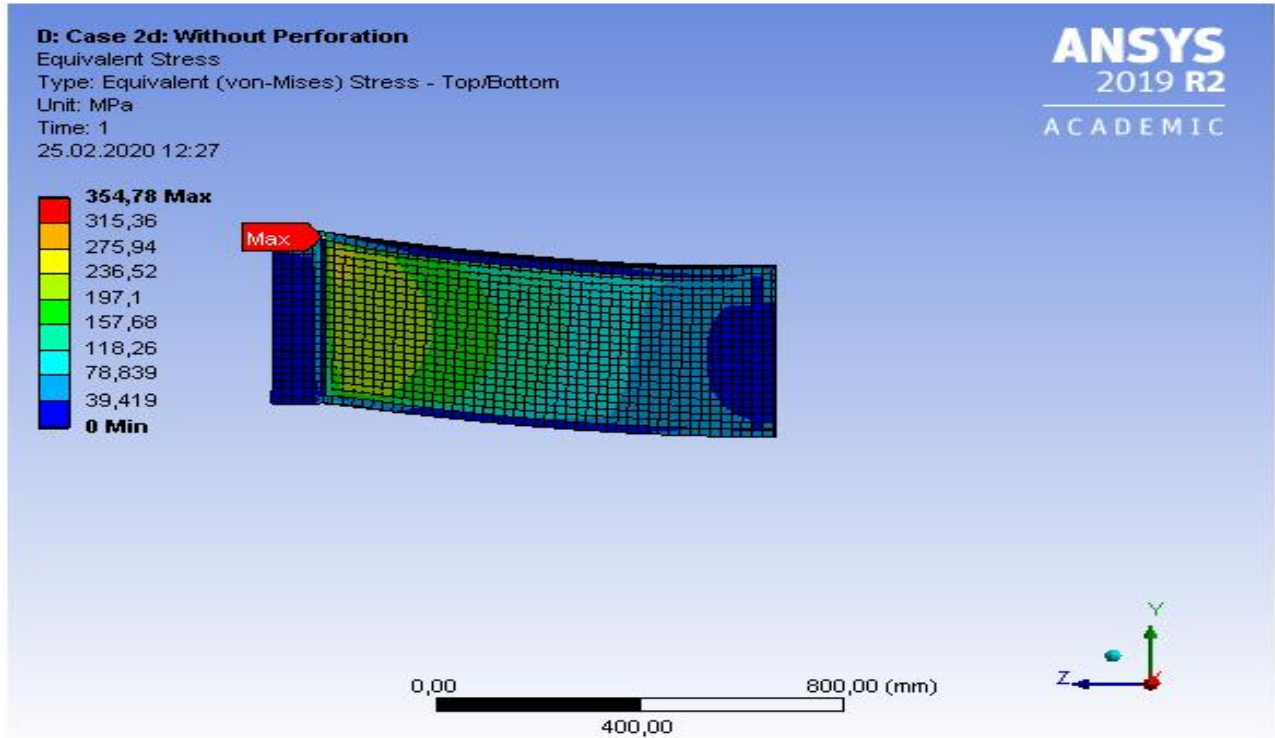 D: Case 2d: Without Perforation
Equivalent Stress
Type: Equivalent (von-Mises) Stress - Top/Bottom
Unit: MPa
Time: 1
25.02.2020 12:27
ANSYS
2019 R2
ACADEMIC
354,78 Max
315,36
275,94
236,52
197,1
157,68
118,26
78,839
39,419
0 Min
Max
0,00
800,00 (mm)
400,00
Y
Z